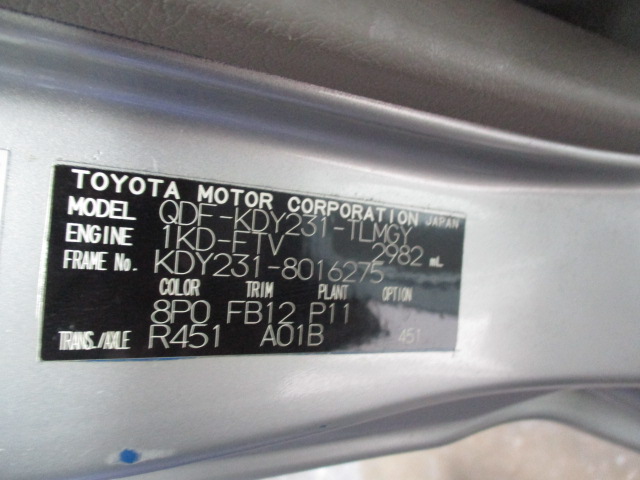 TOYOTA MOTOR CORPORATION JAPAN
MODEL QDF-KDY231-TLMGY
ENGINE 1KD-FTV 2982 mL
FRAME No. KDY231-8016275
COLOR TRIM PLANT OPTION
8P0 FB12 P11
TRANS./AXLE R451 A01B 451